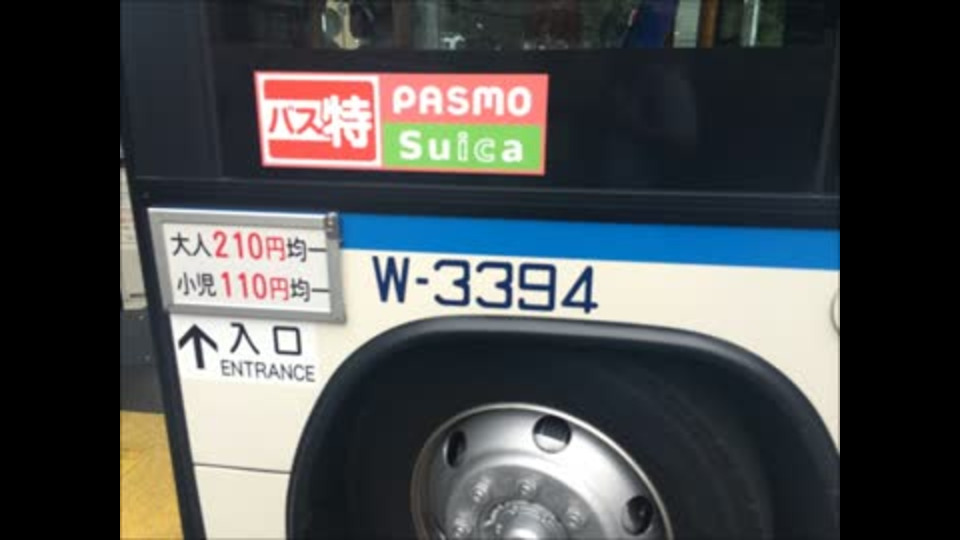 バス特
PASMO
Suica
大人210円均一
小児110円均一
W-3394
↑入口
ENTRANCE